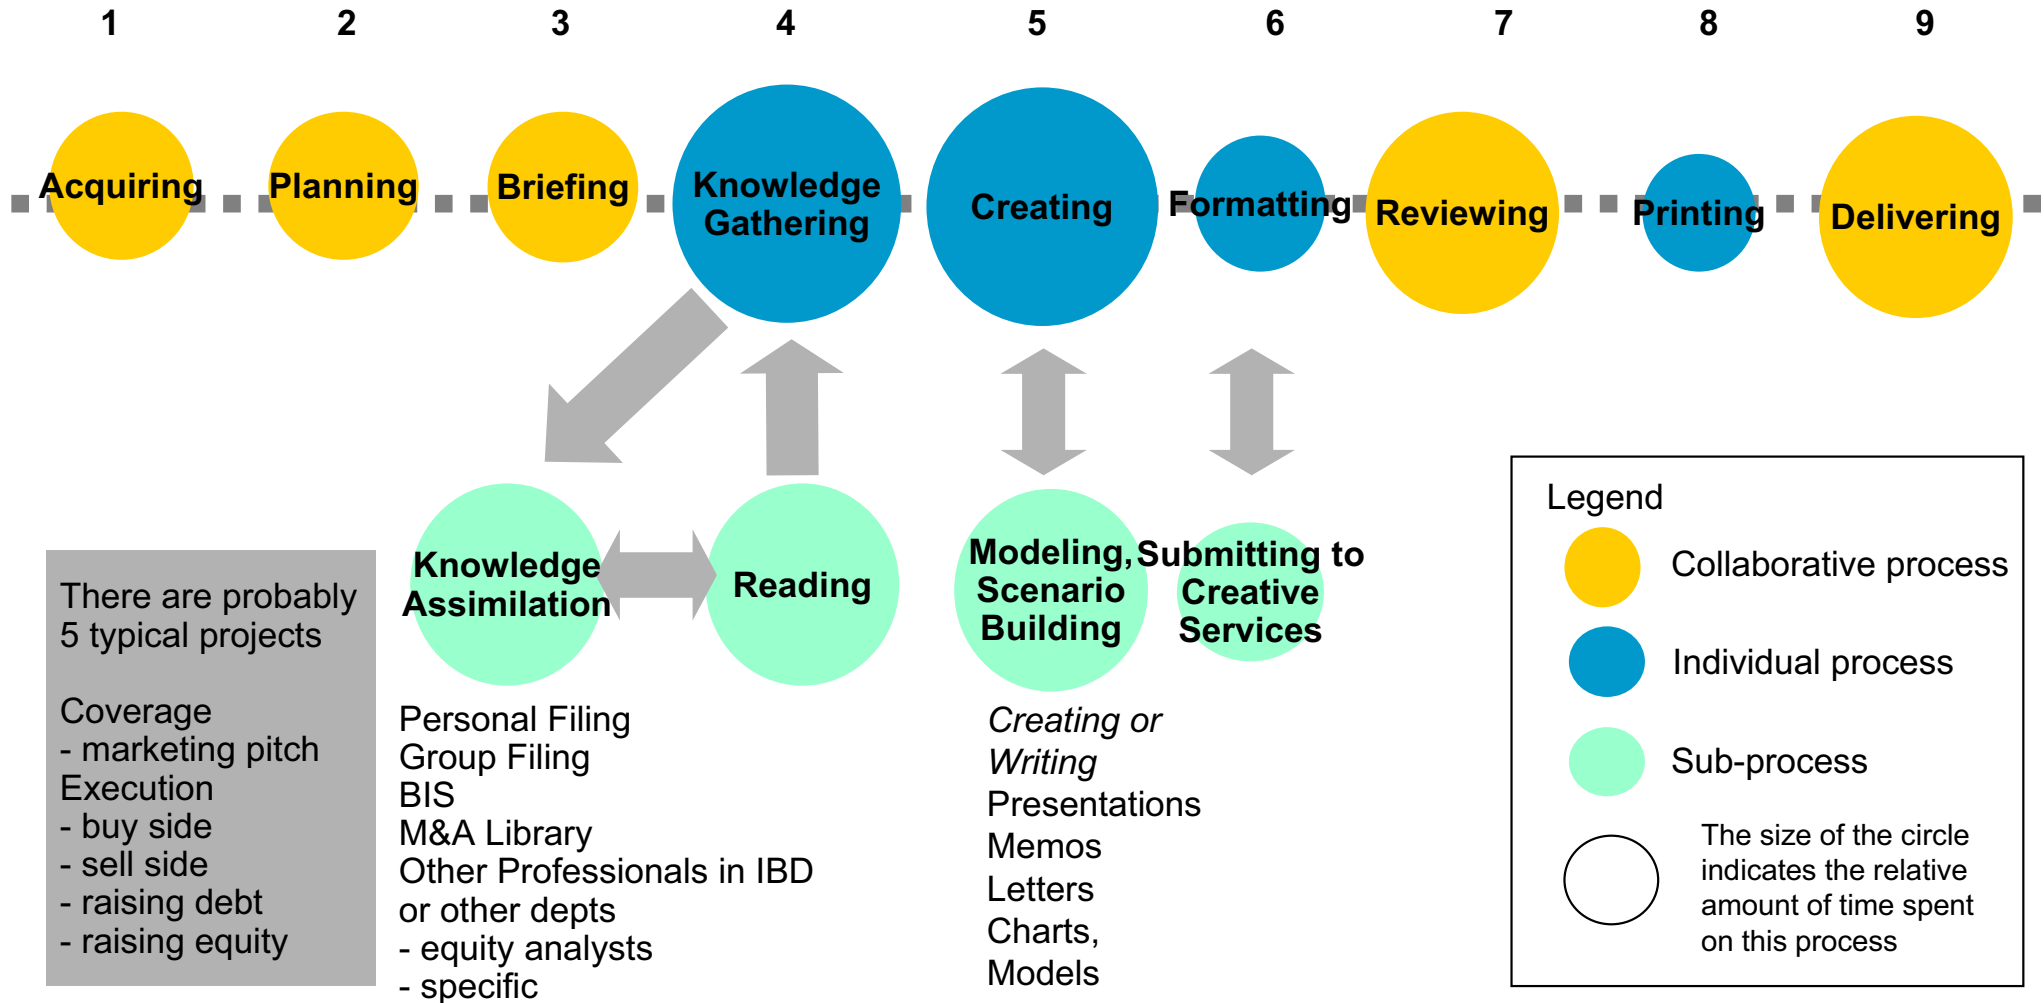 1 2 3 4 5 6 7 8 9
Acquiring
Planning
Briefing
Knowledge
Gathering
Creating
Formatting
Reviewing
Printing
Delivering
Knowledge
Assimilation
Reading
Modeling,
Scenario
Building
Submitting to
Creative
Services
There are probably
5 typical projects
Coverage
- marketing pitch
Execution
- buy side
- sell side
- raising debt
- raising equity
Personal Filing
Group Filing
BIS
M&A Library
Other Professionals in IBD
or other depts
- equity analysts
- specific
Creating or
Writing
Presentations
Memos
Letters
Charts,
Models
Legend
Collaborative process
Individual process
Sub-process
The size of the circle
indicates the relative
amount of time spent
on this process